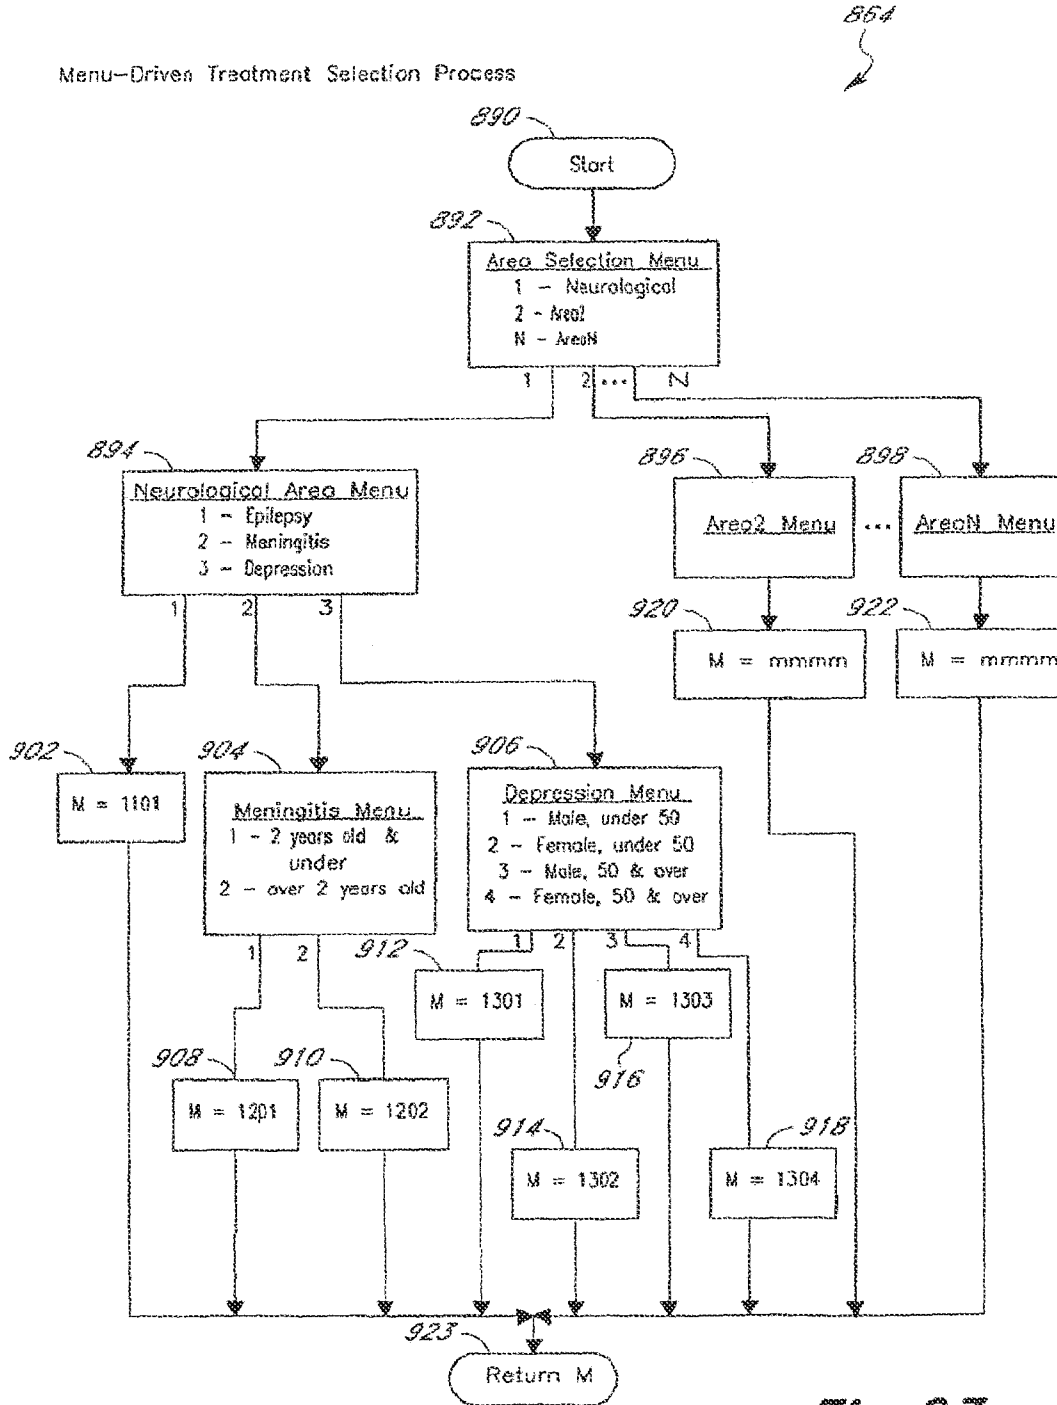 864
Menu-Driven Treatment Selection Process
890
Start
892
Area Selection Menu
1 - Neurological
2 - Area2
N - AreaN
1 2 ... N
894
Neurological Area Menu
1 - Epilepsy
2 - Meningitis
3 - Depression
1 2 3
896
Area2 Menu
...
898
AreaN Menu
920
M = mmmm
922
M = mmmm
902
M = 1101
904
Meningitis Menu
1 - 2 years old &
under
2 - over 2 years old
1 2
906
Depression Menu
1 - Male, under 50
2 - Female, under 50
3 - Male, 50 & over
4 - Female, 50 & over
1 2 3 4
912
M = 1301
M = 1303
916
908
M = 1201
910
M = 1202
914
M = 1302
918
M = 1304
923
Return M